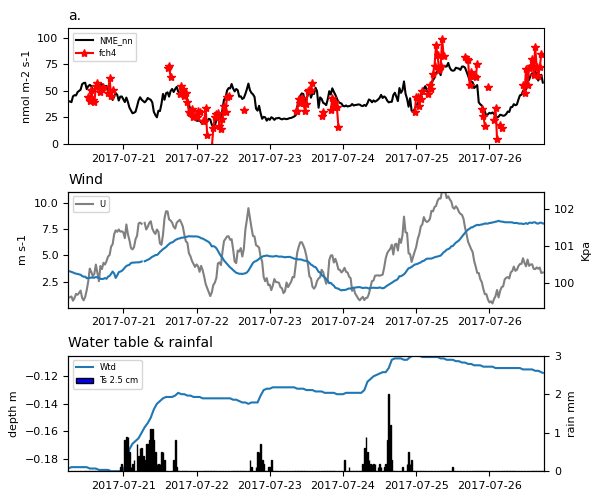 a.
100
75
50
25
0
nmol m-2 s-1
NME_nn
fch4
2017-07-21 2017-07-22 2017-07-23 2017-07-24 2017-07-25 2017-07-26
Wind
10.0
7.5
5.0
2.5
m s-1
U
102
101
100
Kpa
2017-07-21 2017-07-22 2017-07-23 2017-07-24 2017-07-25 2017-07-26
Water table & rainfal
−0.12
−0.14
−0.16
−0.18
depth m
Wtd
Ts 2.5 cm
3
2
1
0
rain mm
2017-07-21 2017-07-22 2017-07-23 2017-07-24 2017-07-25 2017-07-26